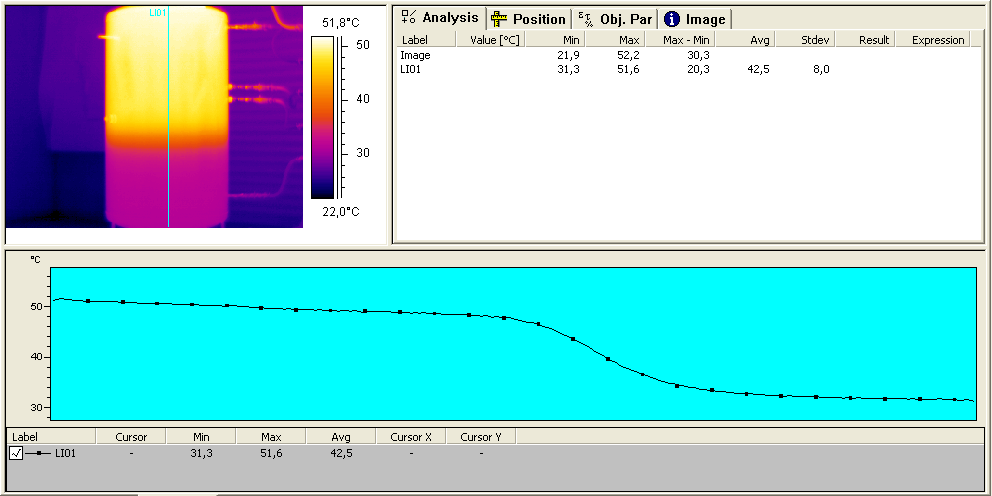 LI01
51,8°C
50
40
30
22,0°C
Analysis Position Obj. Par Image
Label Value [°C] Min Max Max - Min Avg Stdev Result Expression
Image 21,9 52,2 30,3
LI01 31,3 51,6 20,3 42,5 8,0
°C
50
40
30
Label Cursor Min Max Avg Cursor X Cursor Y
LI01 - 31,3 51,6 42,5 - -